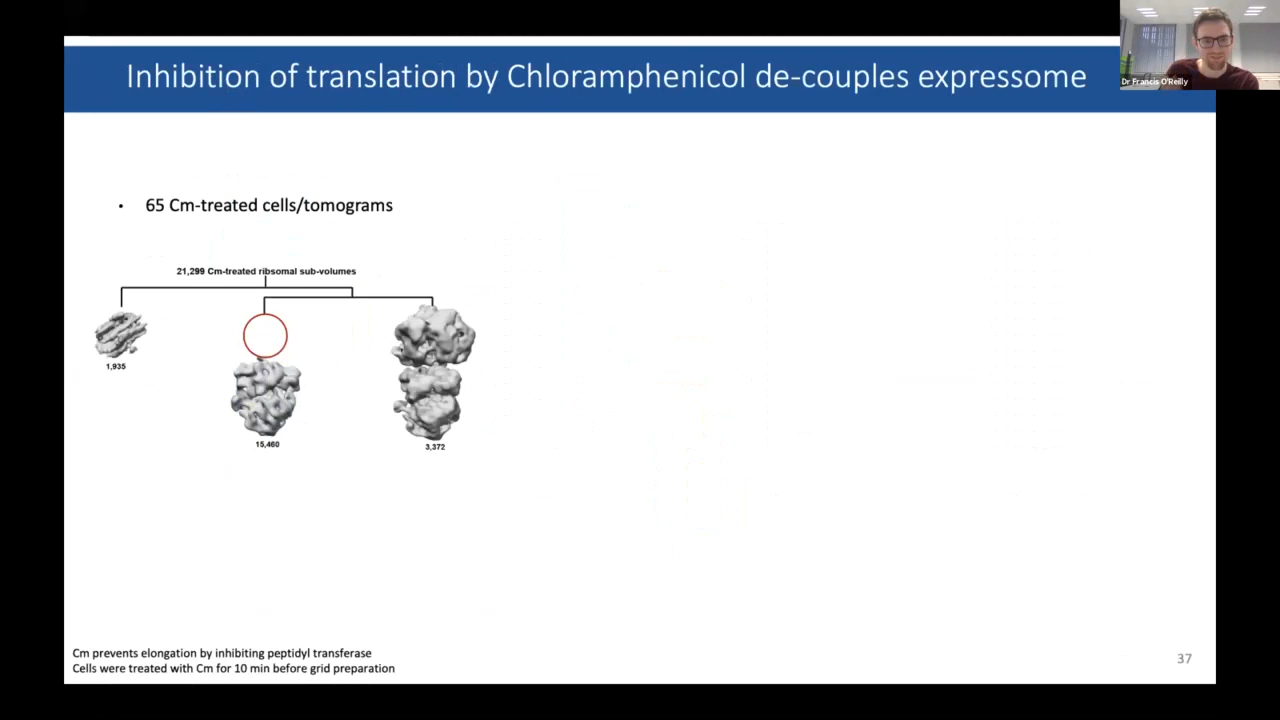 Inhibition of translation by Chloramphenicol de-couples expressome
Dr Francis O'Reilly
• 65 Cm-treated cells/tomograms
21,299 Cm-treated ribsomal sub-volumes
1,935
15,460
3,372
Cm prevents elongation by inhibiting peptidyl transferase
Cells were treated with Cm for 10 min before grid preparation
37